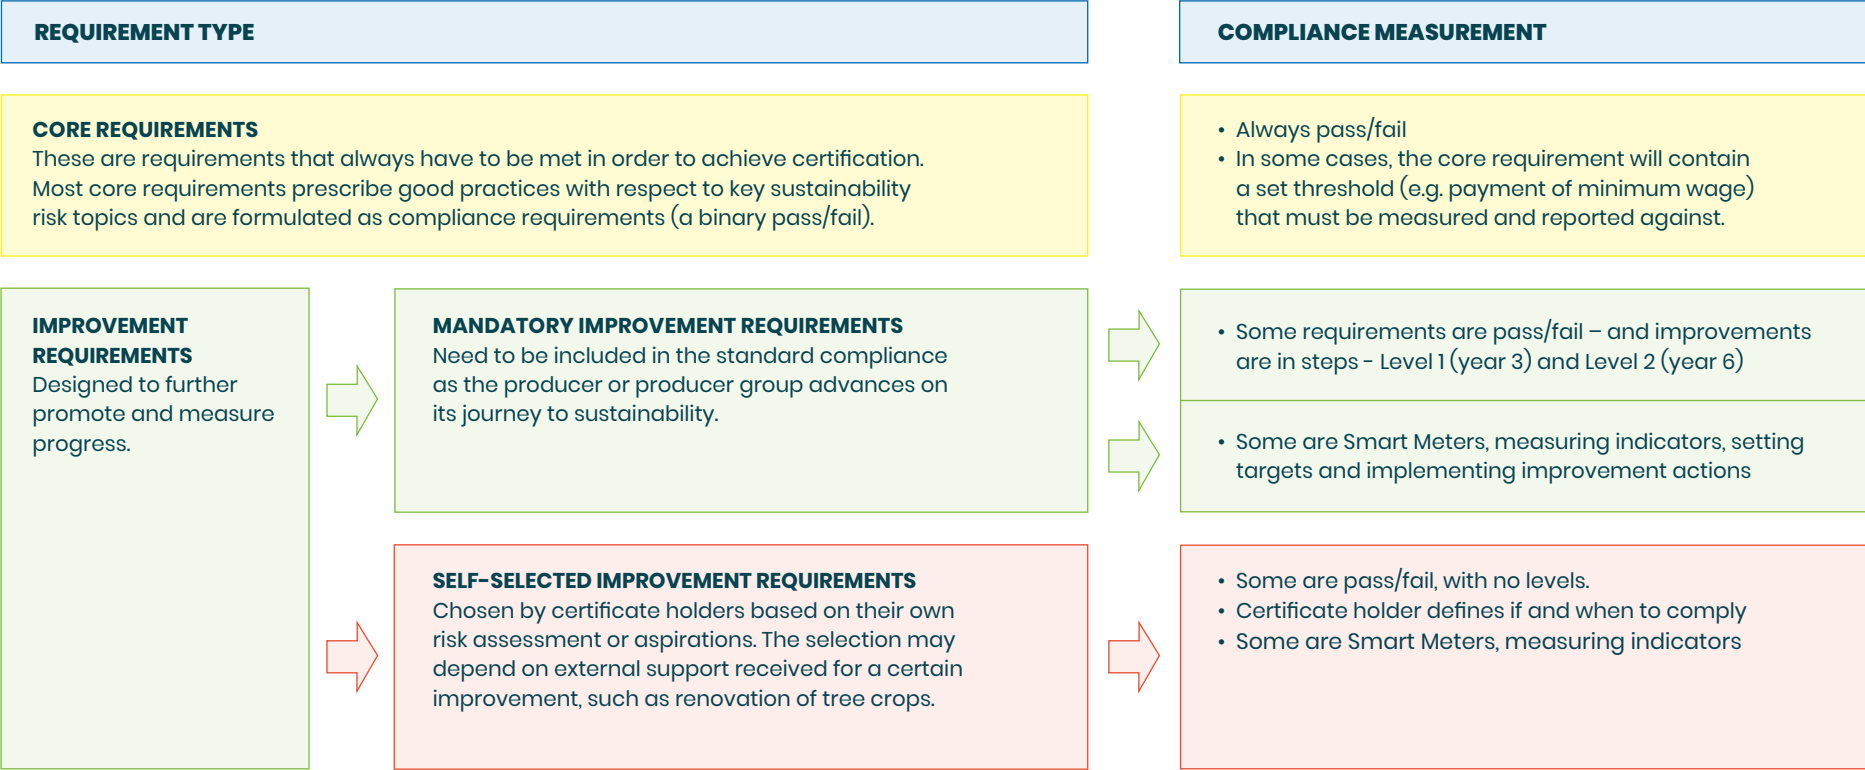 REQUIREMENT TYPE
COMPLIANCE MEASUREMENT
CORE REQUIREMENTS
These are requirements that always have to be met in order to achieve certification.
Most core requirements prescribe good practices with respect to key sustainability
risk topics and are formulated as compliance requirements (a binary pass/fail).
• Always pass/fail
• In some cases, the core requirement will contain
a set threshold (e.g. payment of minimum wage)
that must be measured and reported against.
IMPROVEMENT
REQUIREMENTS
Designed to further
promote and measure
progress.
MANDATORY IMPROVEMENT REQUIREMENTS
Need to be included in the standard compliance
as the producer or producer group advances on
its journey to sustainability.
• Some requirements are pass/fail – and improvements
are in steps - Level 1 (year 3) and Level 2 (year 6)
• Some are Smart Meters, measuring indicators, setting
targets and implementing improvement actions
SELF-SELECTED IMPROVEMENT REQUIREMENTS
Chosen by certificate holders based on their own
risk assessment or aspirations. The selection may
depend on external support received for a certain
improvement, such as renovation of tree crops.
• Some are pass/fail, with no levels.
• Certificate holder defines if and when to comply
• Some are Smart Meters, measuring indicators